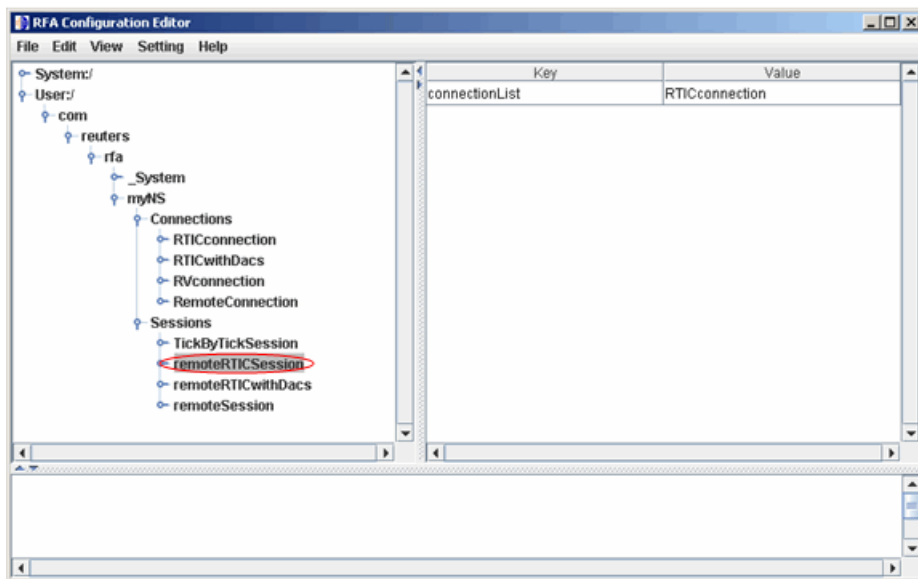 RFA Configuration Editor
File Edit View Setting Help
System:/
User:/
com
reuters
rfa
_System
myNS
Connections
RTICconnection
RTICwithDacs
RVconnection
RemoteConnection
Sessions
TickByTickSession
remoteRTICSession
remoteRTICwithDacs
remoteSession
Key Value
connectionList RTICconnection